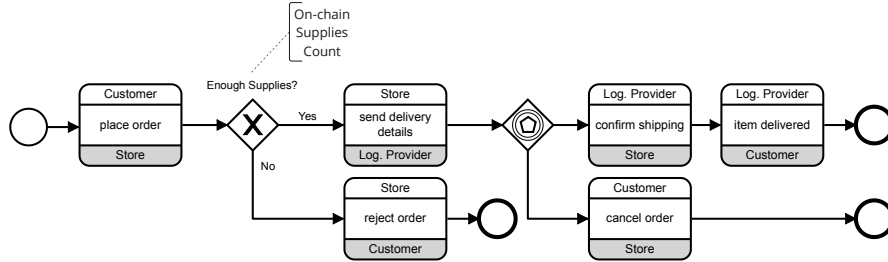 On-chain
Supplies
Count
Enough Supplies?
Customer
place order
Store
Yes
No
Store
send delivery
details
Log. Provider
Log. Provider
confirm shipping
Store
Log. Provider
item delivered
Customer
Store
reject order
Customer
Customer
cancel order
Store